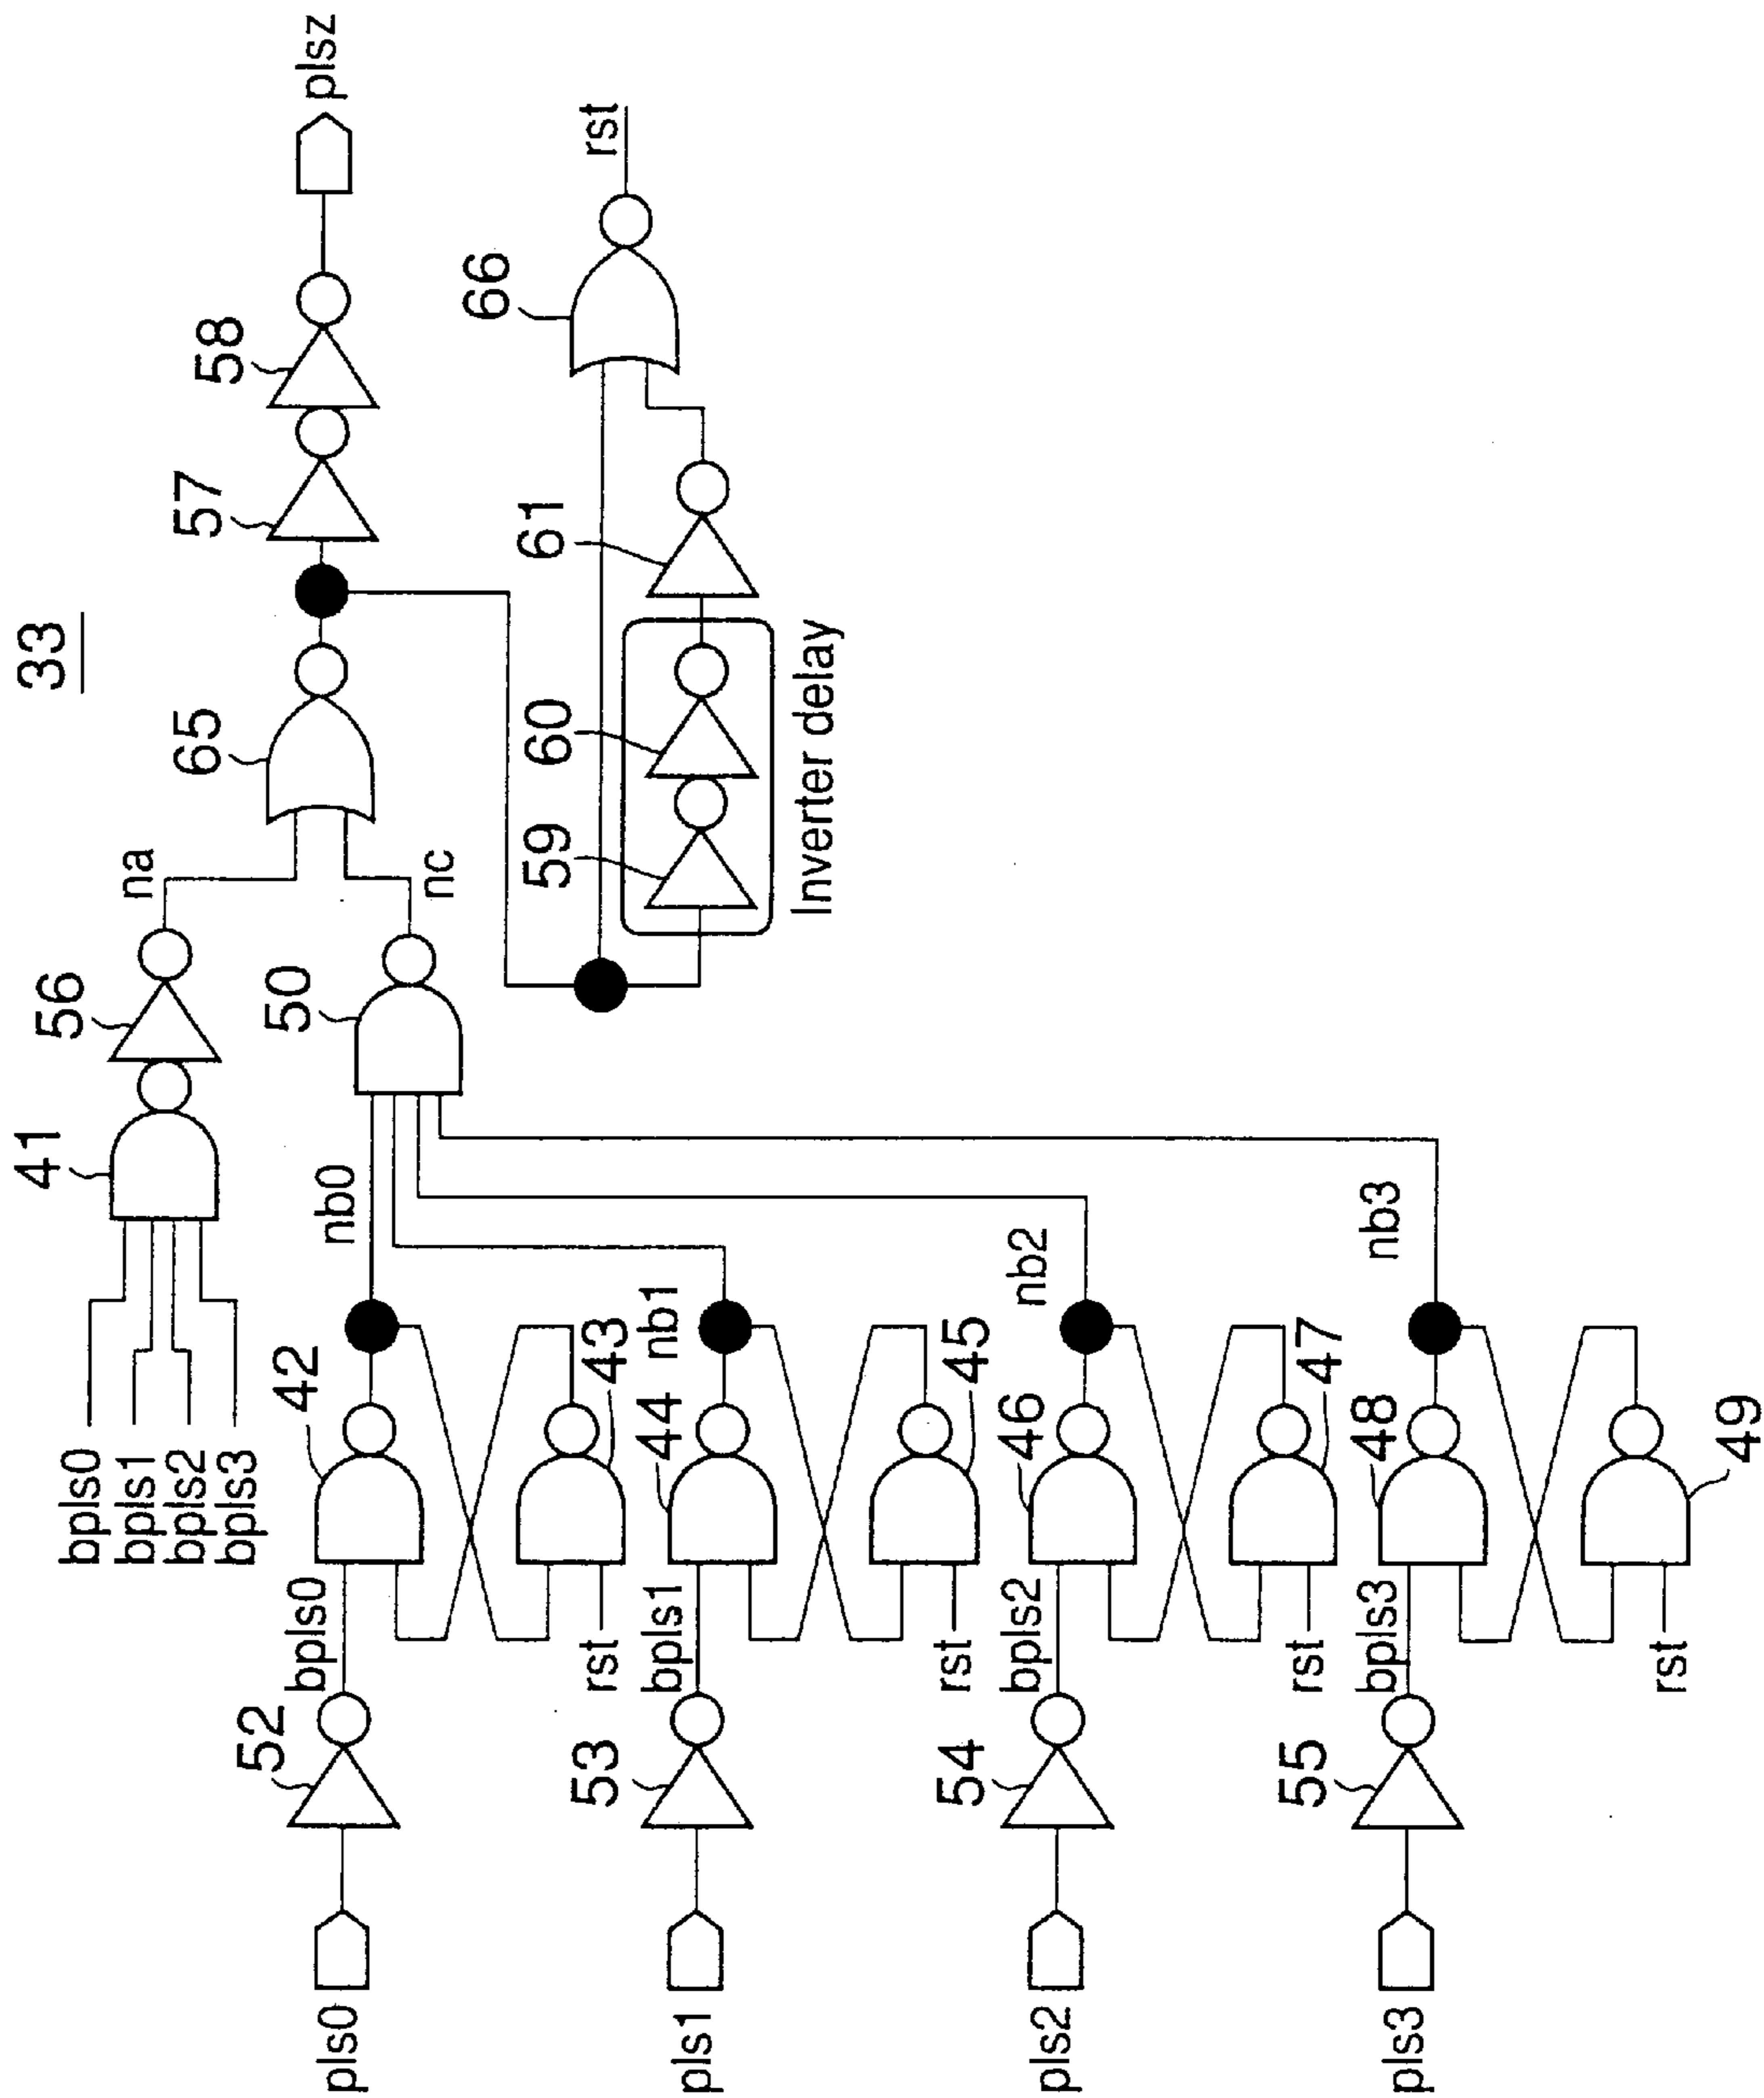 33
41
56
na
65
57
58
plsz
bpls0
bpls1
bpls2
bpls3
nb0
50
nc
66
rst
59
60
61
Inverter delay
pls0
52
bpls0
42
rst
43
pls1
53
bpls1
44
nb1
rst
45
pls2
54
bpls2
46
nb2
rst
47
pls3
55
bpls3
48
nb3
rst
49